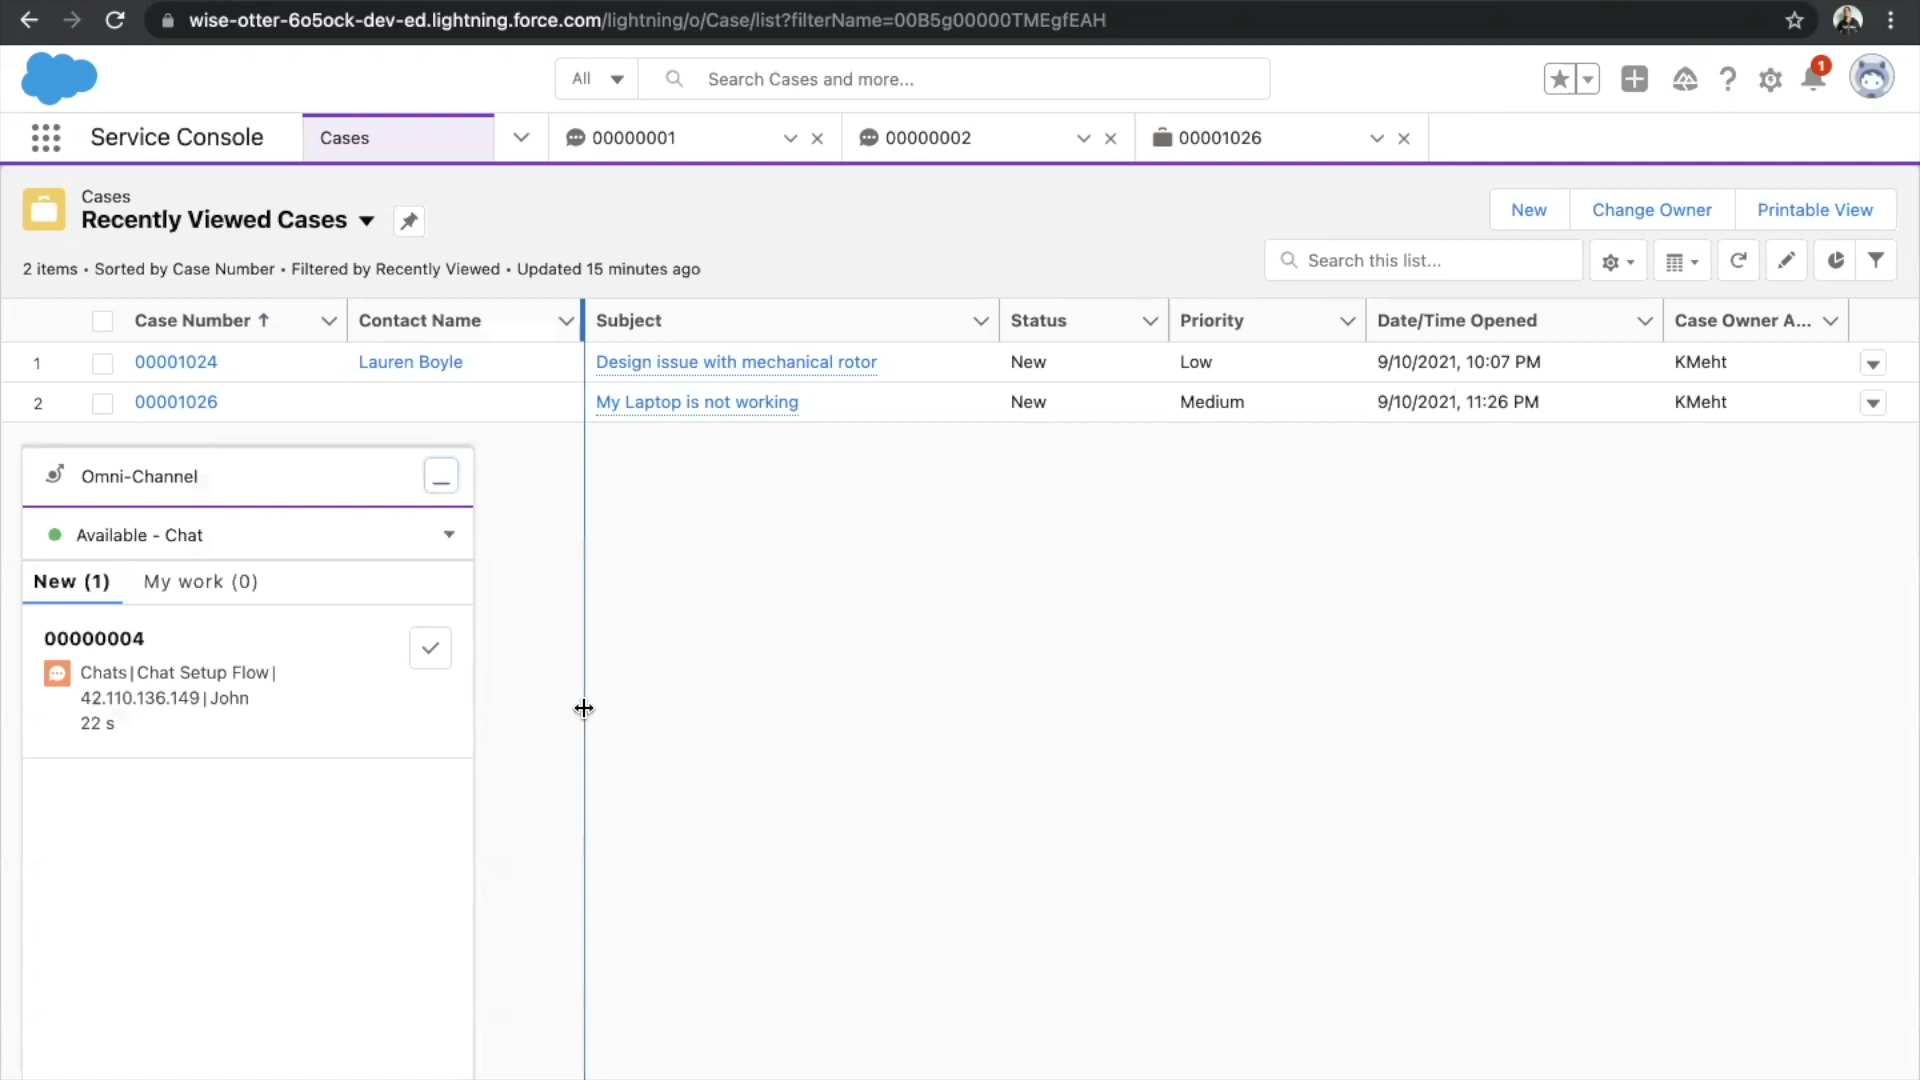 wise-otter-6o5ock-dev-ed.lightning.force.com/lightning/o/Case/list?filterName=00B5g00000TMEgfEAH
All
Search Cases and more...
1
Service Console
Cases
00000001
00000002
00001026
Cases
Recently Viewed Cases
New
Change Owner
Printable View
2 items • Sorted by Case Number • Filtered by Recently Viewed • Updated 15 minutes ago
Search this list...
Case Number ↑
Contact Name
Subject
Status
Priority
Date/Time Opened
Case Owner A...
1 00001024 Lauren Boyle Design issue with mechanical rotor New Low 9/10/2021, 10:07 PM KMeht
2 00001026 My Laptop is not working New Medium 9/10/2021, 11:26 PM KMeht
Omni-Channel
Available - Chat
New (1) My work (0)
00000004
Chats|Chat Setup Flow|
42.110.136.149|John
22 s